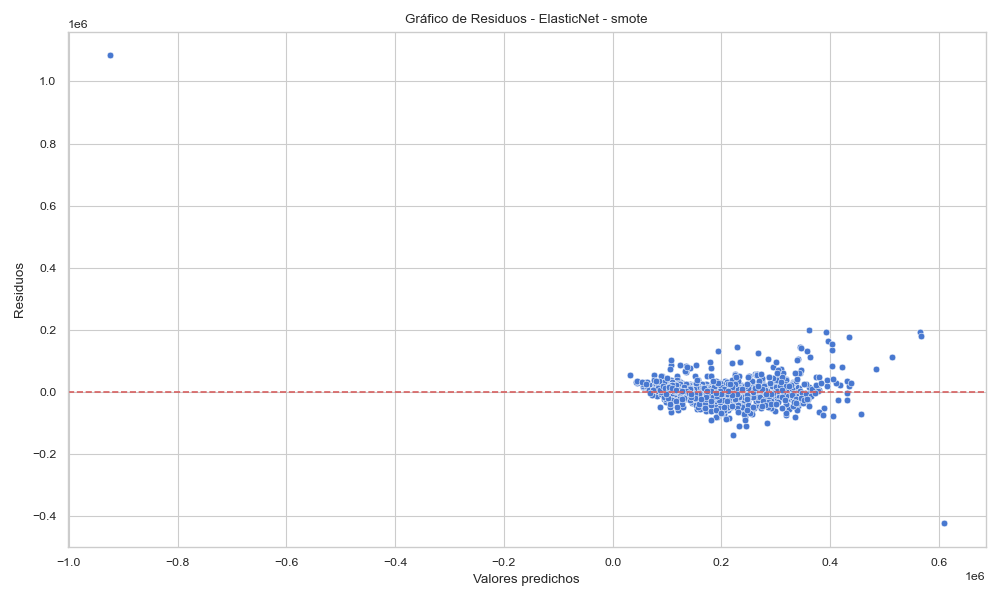 Gráfico de Residuos - ElasticNet - smote
1e6
1.0
0.8
0.6
0.4
0.2
0.0
−0.2
−0.4
Residuos
−1.0 −0.8 −0.6 −0.4 −0.2 0.0 0.2 0.4 0.6
1e6
Valores predichos